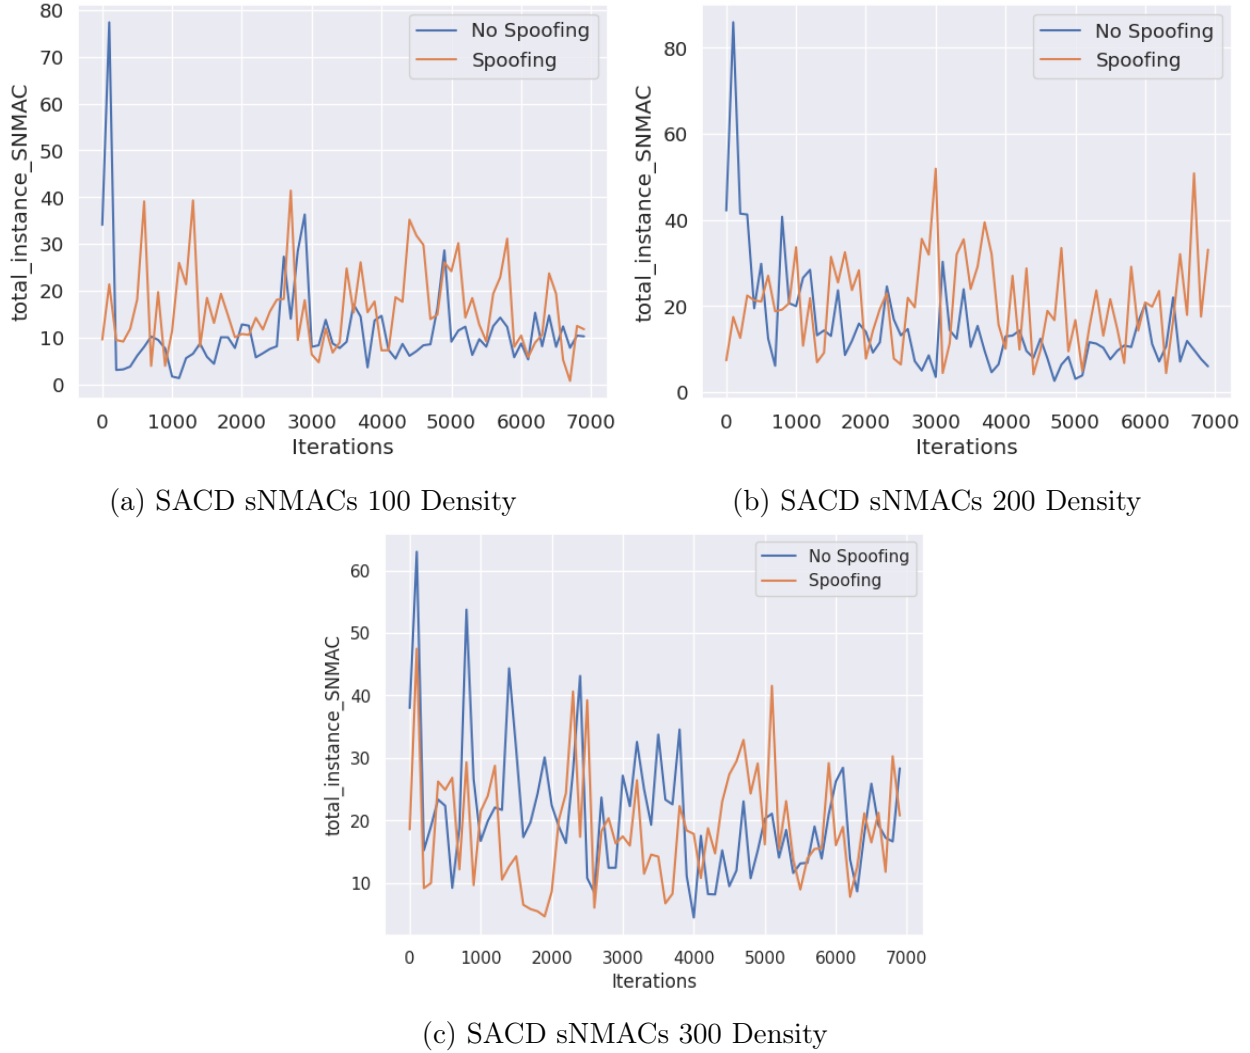 80
70
60
50
40
30
20
10
0
total_instance_SNMAC
No Spoofing
Spoofing
0 1000 2000 3000 4000 5000 6000 7000
Iterations
(a) SACD sNMACs 100 Density
80
60
40
20
0
total_instance_SNMAC
No Spoofing
Spoofing
0 1000 2000 3000 4000 5000 6000 7000
Iterations
(b) SACD sNMACs 200 Density
60
50
40
30
20
10
total_instance_SNMAC
No Spoofing
Spoofing
0 1000 2000 3000 4000 5000 6000 7000
Iterations
(c) SACD sNMACs 300 Density